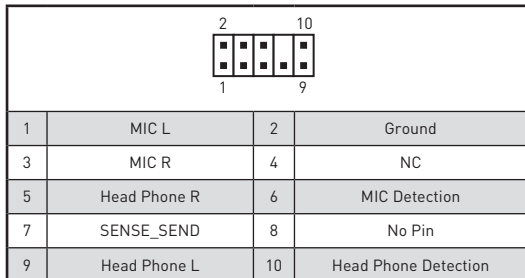 2 10
1 9
1 MIC L 2 Ground
3 MIC R 4 NC
5 Head Phone R 6 MIC Detection
7 SENSE_SEND 8 No Pin
9 Head Phone L 10 Head Phone Detection